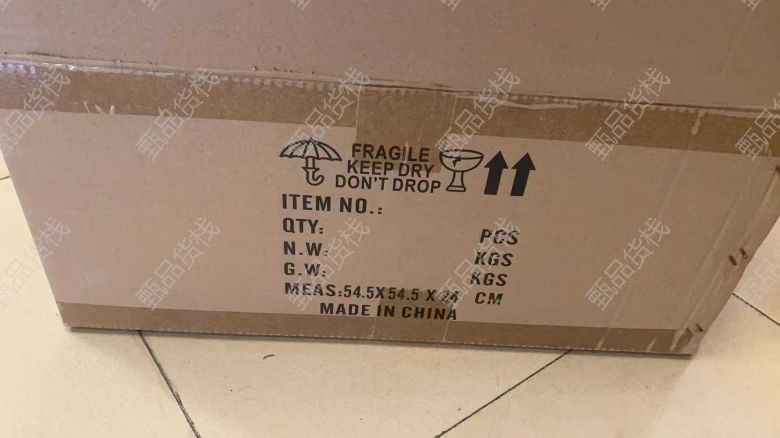 FRAGILE
KEEP DRY
DON'T DROP
ITEM NO.:
QTY: PCS
N.W: KGS
G.W: KGS
MEAS:54.5X54.5 X 24 CM
MADE IN CHINA
甄品货栈